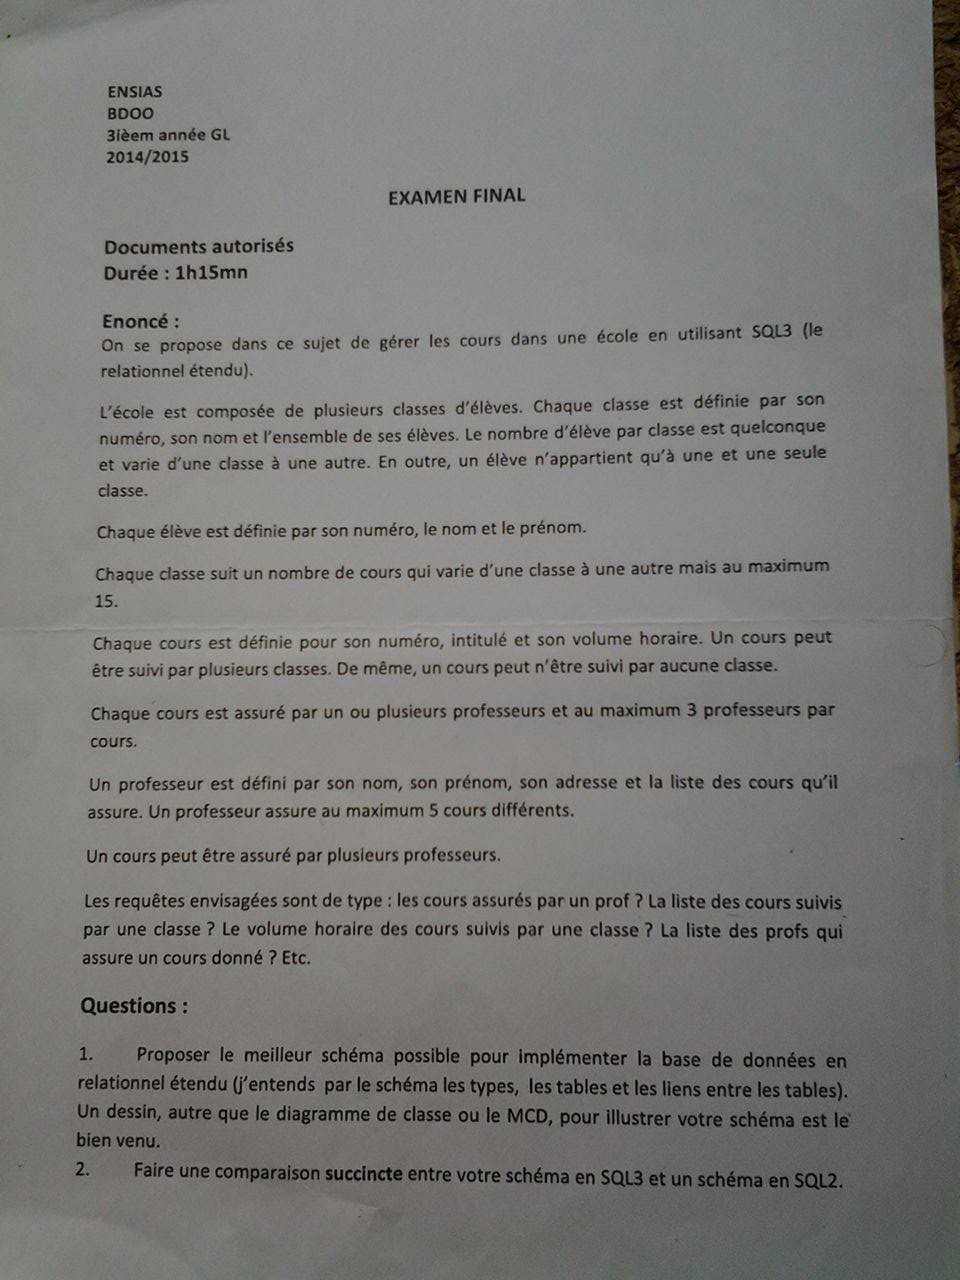 ENSIAS
BDOO
3ièem année GL
2014/2015
EXAMEN FINAL
Documents autorisés
Durée : 1h15mn
Enoncé :
On se propose dans ce sujet de gérer les cours dans une école en utilisant SQL3 (le
relationnel étendu).
L'école est composée de plusieurs classes d'élèves. Chaque classe est définie par son
numéro, son nom et l'ensemble de ses élèves. Le nombre d'élève par classe est quelconque
et varie d'une classe à une autre. En outre, un élève n'appartient qu'à une et une seule
classe.
Chaque élève est définie par son numéro, le nom et le prénom.
Chaque classe suit un nombre de cours qui varie d'une classe à une autre mais au maximum
15.
Chaque cours est définie pour son numéro, intitulé et son volume horaire. Un cours peut
être suivi par plusieurs classes. De même, un cours peut n'être suivi par aucune classe.
Chaque cours est assuré par un ou plusieurs professeurs et au maximum 3 professeurs par
cours.
Un professeur est défini par son nom, son prénom, son adresse et la liste des cours qu'il
assure. Un professeur assure au maximum 5 cours différents.
Un cours peut être assuré par plusieurs professeurs.
Les requêtes envisagées sont de type : les cours assurés par un prof ? La liste des cours suivis
par une classe ? Le volume horaire des cours suivis par une classe ? La liste des profs qui
assure un cours donné ? Etc.
Questions :
1. Proposer le meilleur schéma possible pour implémenter la base de données en
relationnel étendu (j'entends par le schéma les types, les tables et les liens entre les tables).
Un dessin, autre que le diagramme de classe ou le MCD, pour illustrer votre schéma est le
bien venu.
2. Faire une comparaison succincte entre votre schéma en SQL3 et un schéma en SQL2.